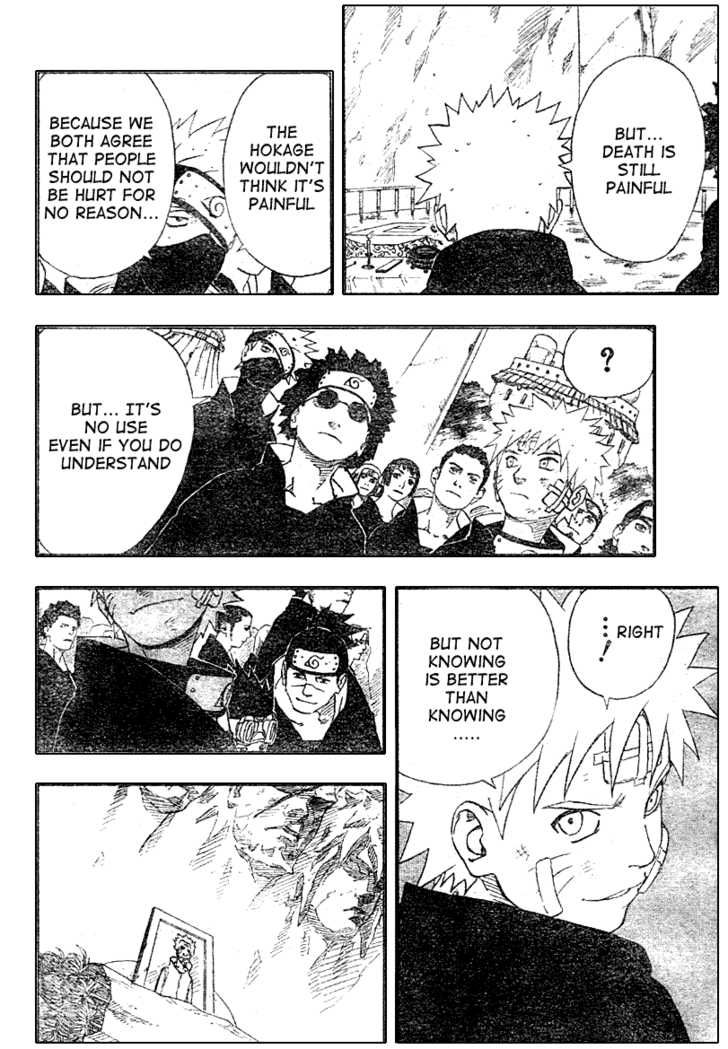 BUT...
DEATH IS
STILL
PAINFUL
THE
HOKAGE
WOULDN'T
THINK IT'S
PAINFUL
BECAUSE WE
BOTH AGREE
THAT PEOPLE
SHOULD NOT
BE HURT FOR
NO REASON...
?
BUT... IT'S
NO USE
EVEN IF YOU DO
UNDERSTAND
...! RIGHT
BUT NOT
KNOWING
IS BETTER
THAN
KNOWING
.....